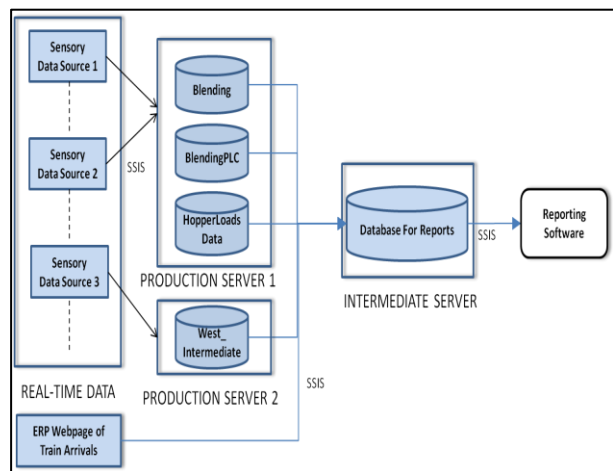 Sensory
Data Source 1
Sensory
Data Source 2
Sensory
Data Source 3
REAL-TIME DATA
ERP Webpage of
Train Arrivals
SSIS
Blending
BlendingPLC
HopperLoads
Data
PRODUCTION SERVER 1
West_
Intermediate
PRODUCTION SERVER 2
SSIS
Database For Reports
INTERMEDIATE SERVER
SSIS
Reporting
Software